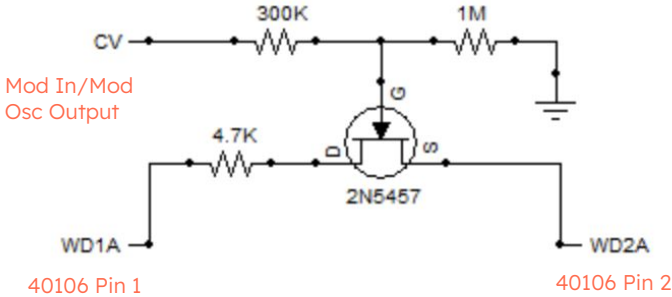 300K
1M
CV
Mod In/Mod
Osc Output
G
4.7K
D
S
2N5457
WD1A
WD2A
40106 Pin 1
40106 Pin 2